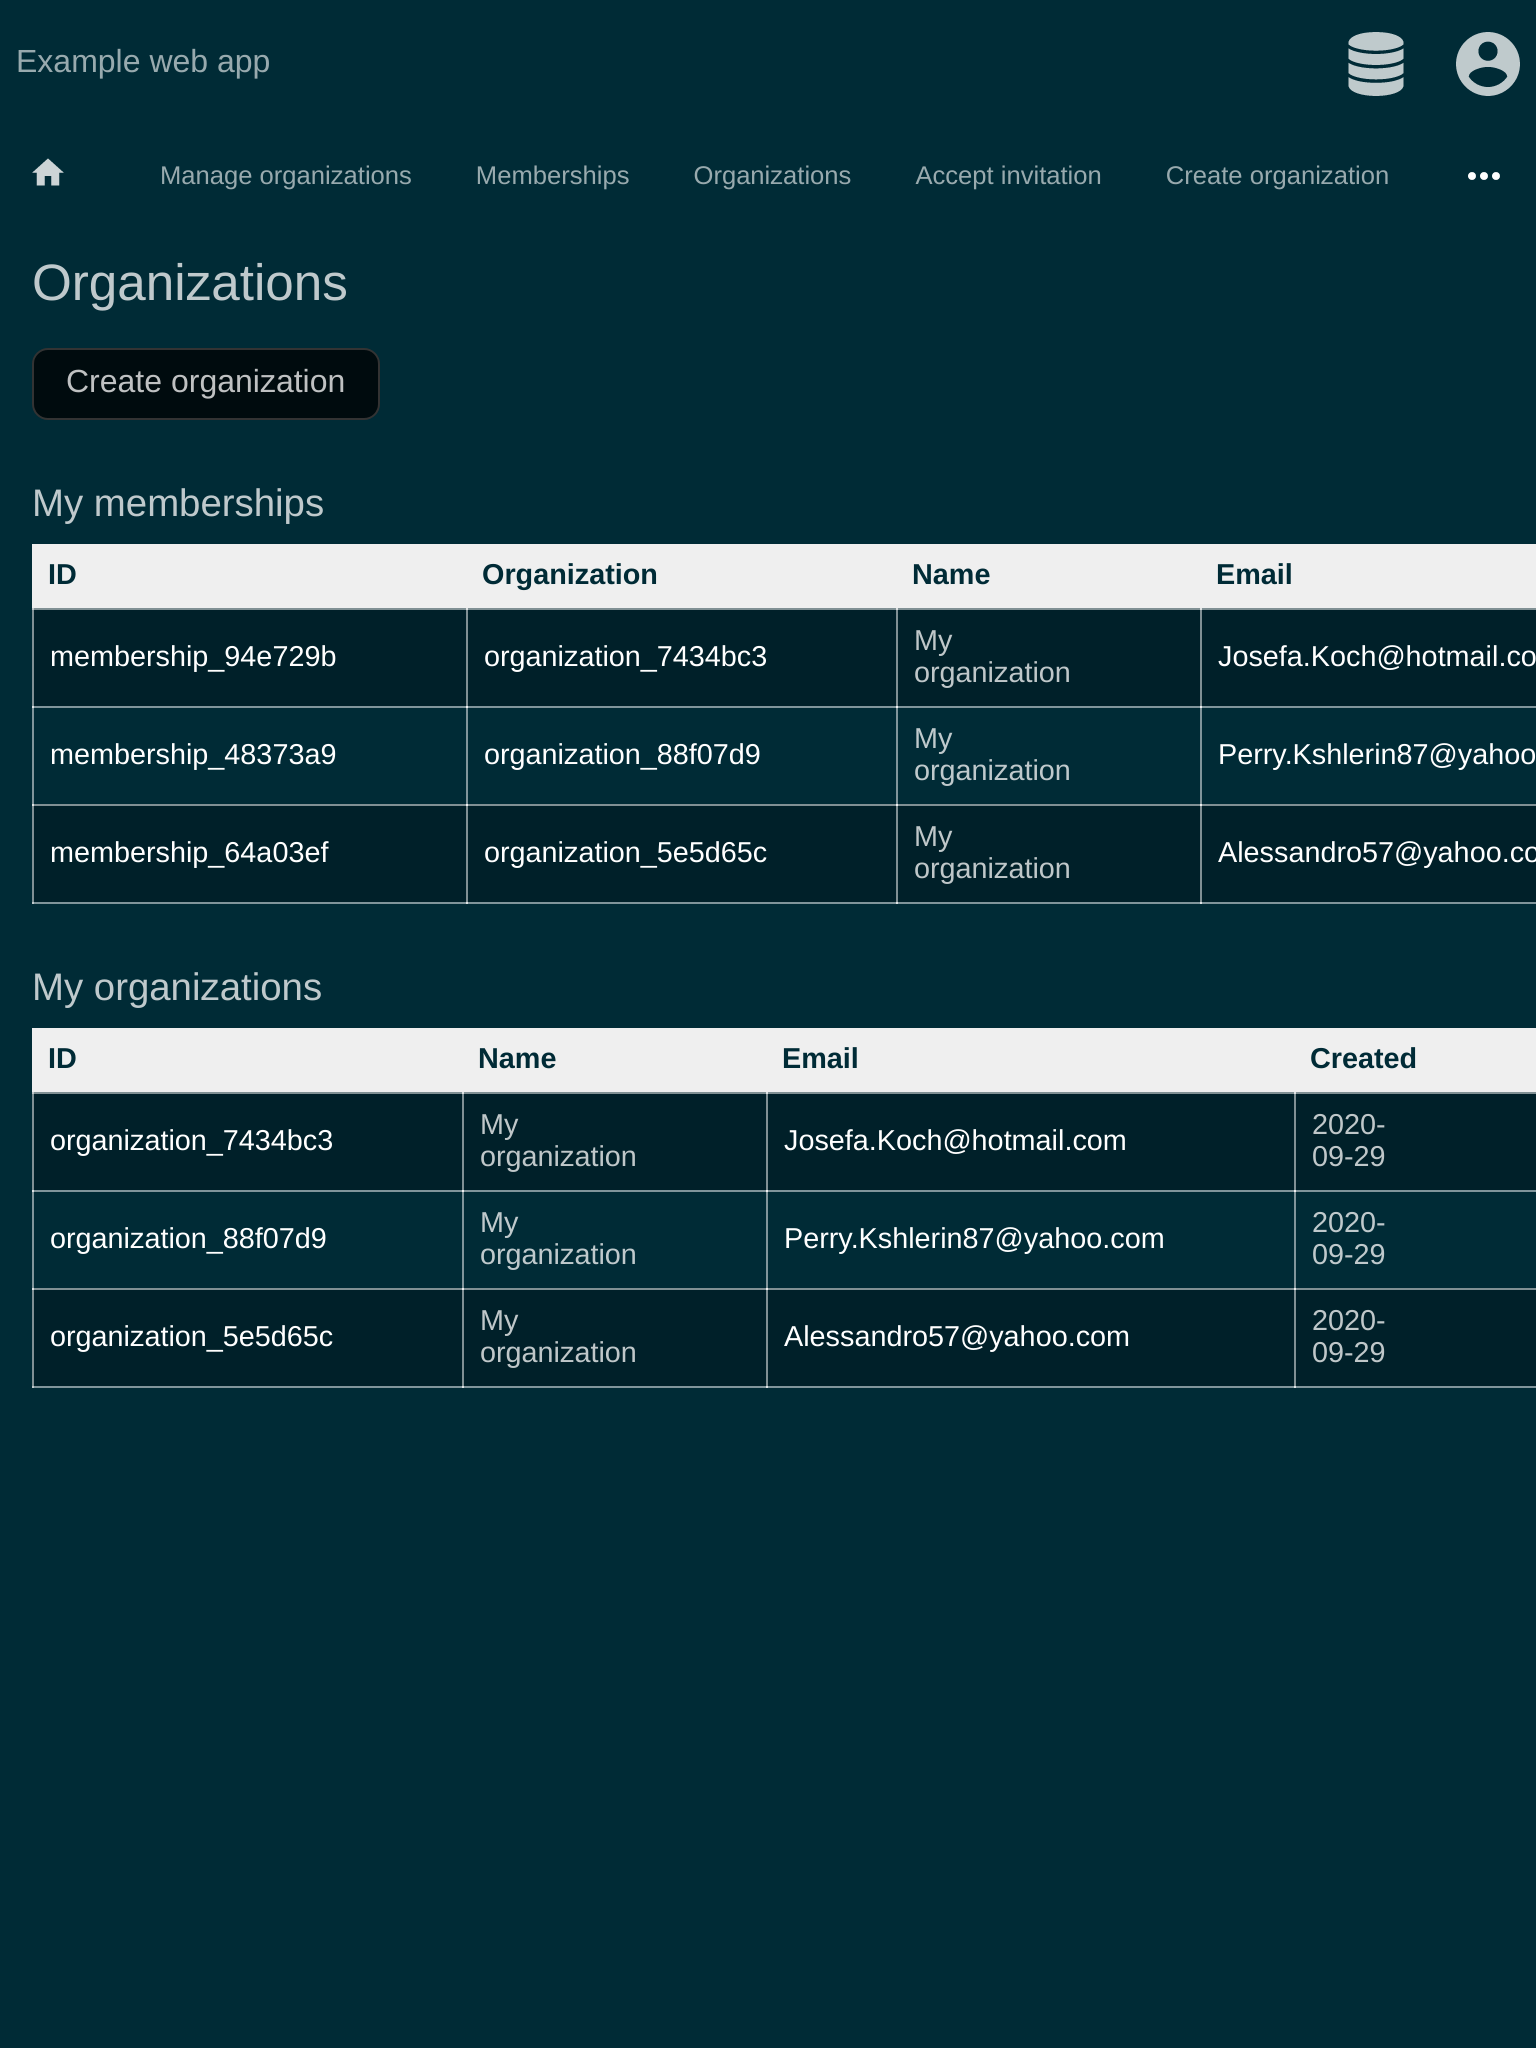 Example web app
Manage organizations Memberships Organizations Accept invitation Create organization
Organizations
Create organization
My memberships
ID Organization Name Email
membership_94e729b organization_7434bc3 My organization Josefa.Koch@hotmail.co
membership_48373a9 organization_88f07d9 My organization Perry.Kshlerin87@yahoo
membership_64a03ef organization_5e5d65c My organization Alessandro57@yahoo.co
My organizations
ID Name Email Created
organization_7434bc3 My organization Josefa.Koch@hotmail.com 2020-09-29
organization_88f07d9 My organization Perry.Kshlerin87@yahoo.com 2020-09-29
organization_5e5d65c My organization Alessandro57@yahoo.com 2020-09-29